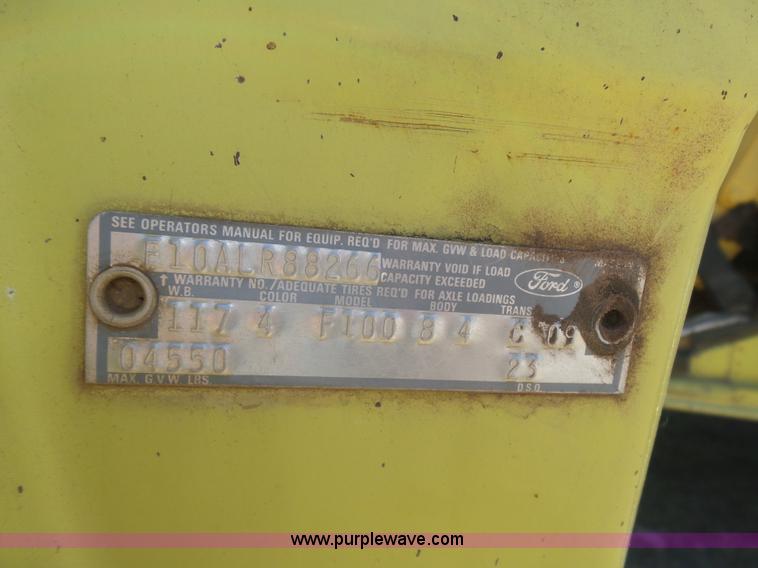 SEE OPERATORS MANUAL FOR EQUIP. REQ'D FOR MAX. GVW & LOAD CAPACITIES
F10ALR88266 WARRANTY VOID IF LOAD CAPACITY EXCEEDED Ford
↑ WARRANTY NO./ADEQUATE TIRES REQ'D FOR AXLE LOADINGS
W.B. COLOR MODEL BODY TRANS
117 4 F100 B 4 C 09
04550 23
MAX. G.V.W. LBS. D.S.O.
www.purplewave.com